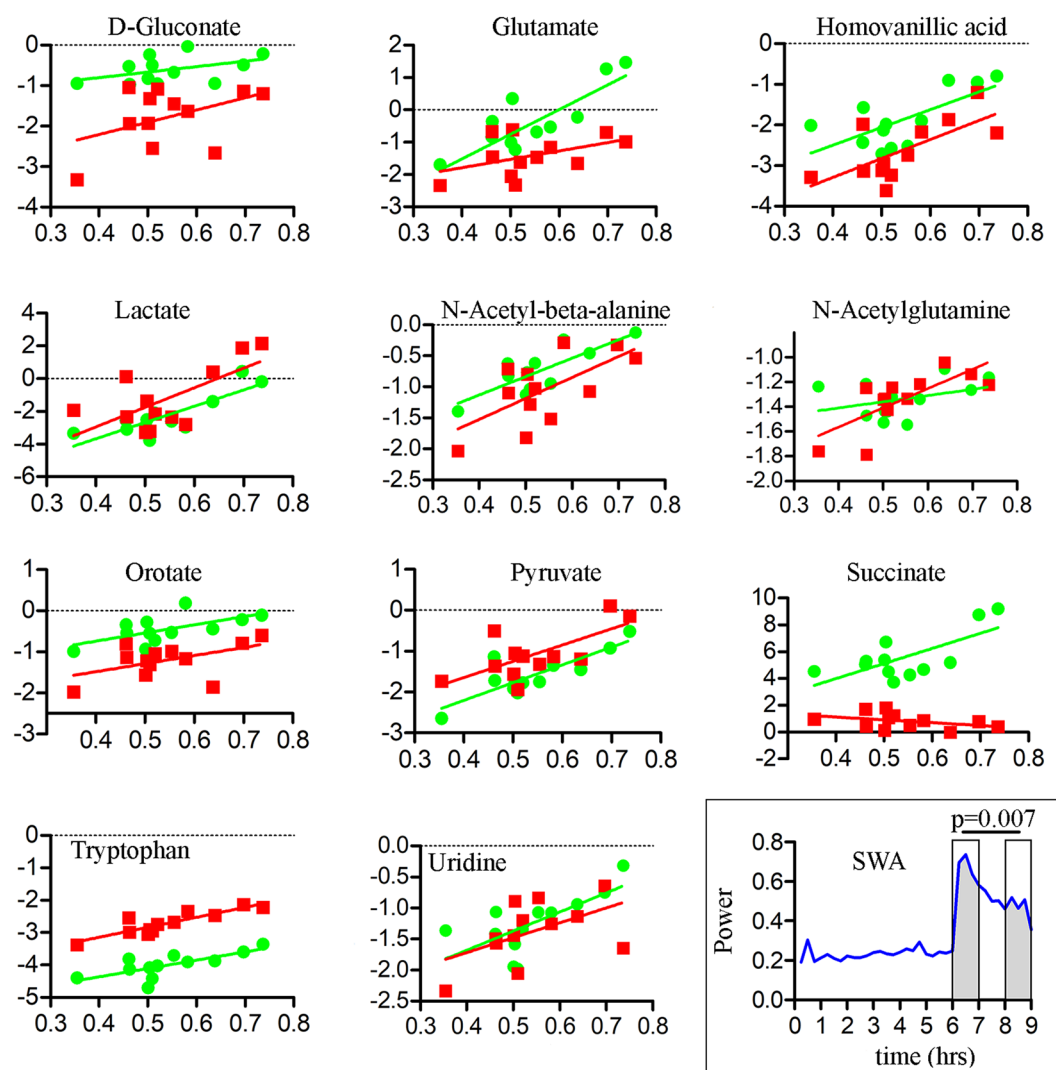 D-Gluconate
0
-1
-2
-3
-4
0.3 0.4 0.5 0.6 0.7 0.8
Glutamate
2
1
0
-1
-2
-3
0.3 0.4 0.5 0.6 0.7 0.8
Homovanillic acid
0
-1
-2
-3
-4
0.3 0.4 0.5 0.6 0.7 0.8
Lactate
4
2
0
-2
-4
-6
0.3 0.4 0.5 0.6 0.7 0.8
N-Acetyl-beta-alanine
0.0
-0.5
-1.0
-1.5
-2.0
-2.5
0.3 0.4 0.5 0.6 0.7 0.8
N-Acetylglutamine
-1.0
-1.2
-1.4
-1.6
-1.8
-2.0
0.3 0.4 0.5 0.6 0.7 0.8
Orotate
1
0
-1
-2
-3
0.3 0.4 0.5 0.6 0.7 0.8
Pyruvate
1
0
-1
-2
-3
0.3 0.4 0.5 0.6 0.7 0.8
Succinate
10
8
6
4
2
0
-2
0.3 0.4 0.5 0.6 0.7 0.8
Tryptophan
0
-1
-2
-3
-4
-5
0.3 0.4 0.5 0.6 0.7 0.8
Uridine
0.0
-0.5
-1.0
-1.5
-2.0
-2.5
0.3 0.4 0.5 0.6 0.7 0.8
p=0.007
SWA
Power
0.8
0.6
0.4
0.2
0.0
0 1 2 3 4 5 6 7 8 9
time (hrs)